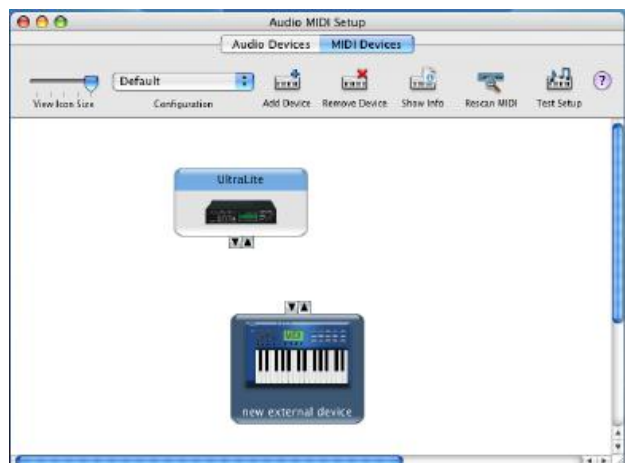 Audio MIDI Setup
Audio Devices MIDI Devices
Default
View Icon Size Configuration Add Device Remove Device Show Info Rescan MIDI Test Setup ?
UltraLite
new external device